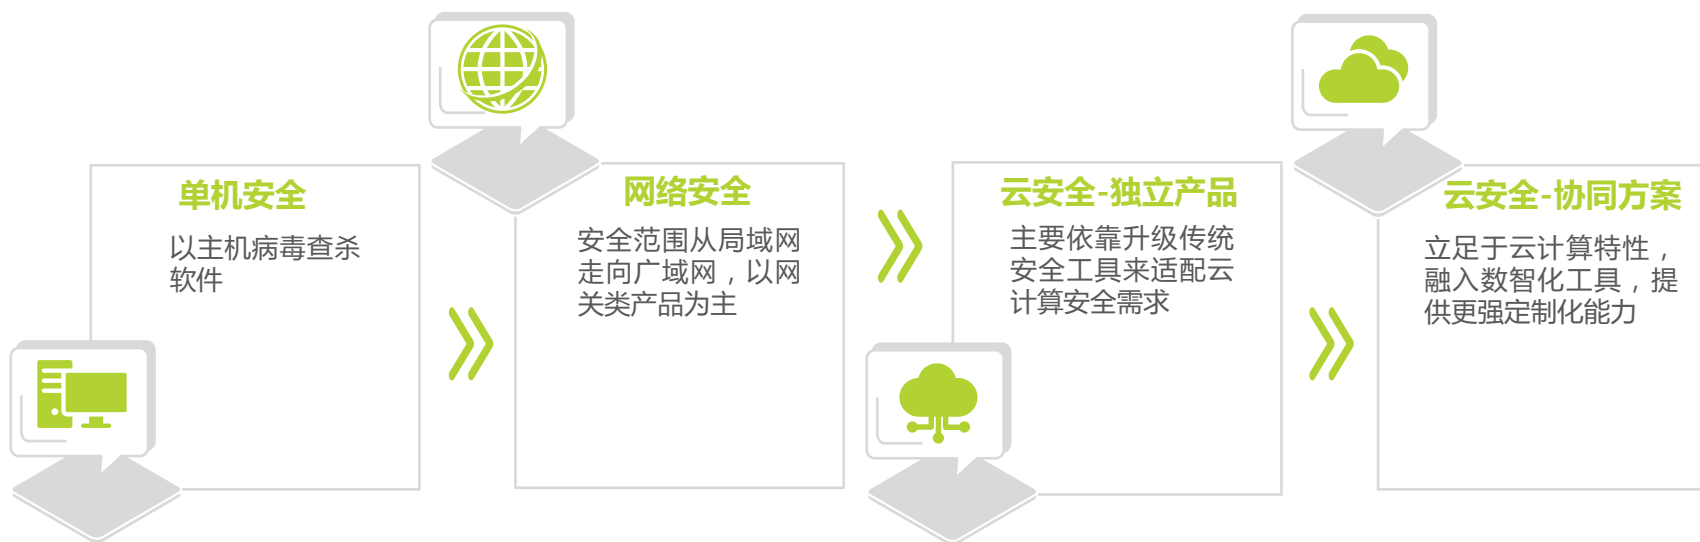 单机安全
以主机病毒查杀
软件
网络安全
安全范围从局域网
走向广域网，以网
关类产品为主
云安全-独立产品
主要依靠升级传统
安全工具来适配云
计算安全需求
云安全-协同方案
立足于云计算特性，
融入数智化工具，提
供更强定制化能力